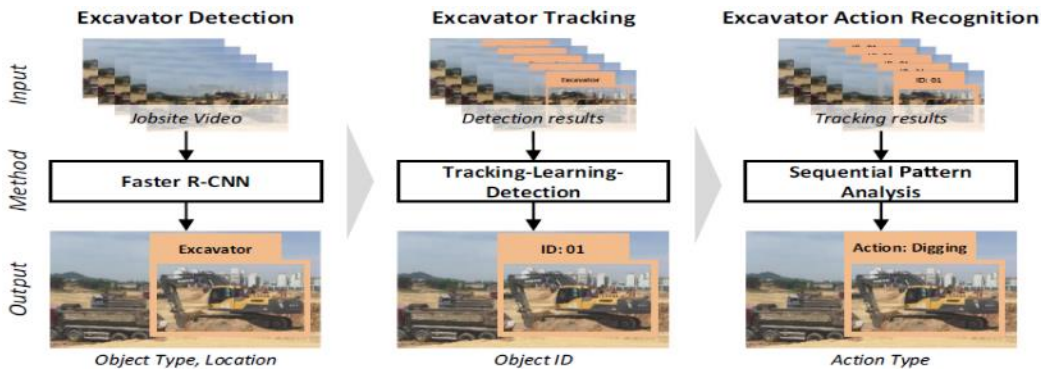 Excavator Detection
Excavator Tracking
Excavator Action Recognition
Input
Excavator
ID: 01
ID: 01
Jobsite Video
Detection results
Tracking results
Method
Faster R-CNN
Tracking-Learning-
Detection
Sequential Pattern
Analysis
Output
Excavator
ID: 01
Action: Digging
Object Type, Location
Object ID
Action Type